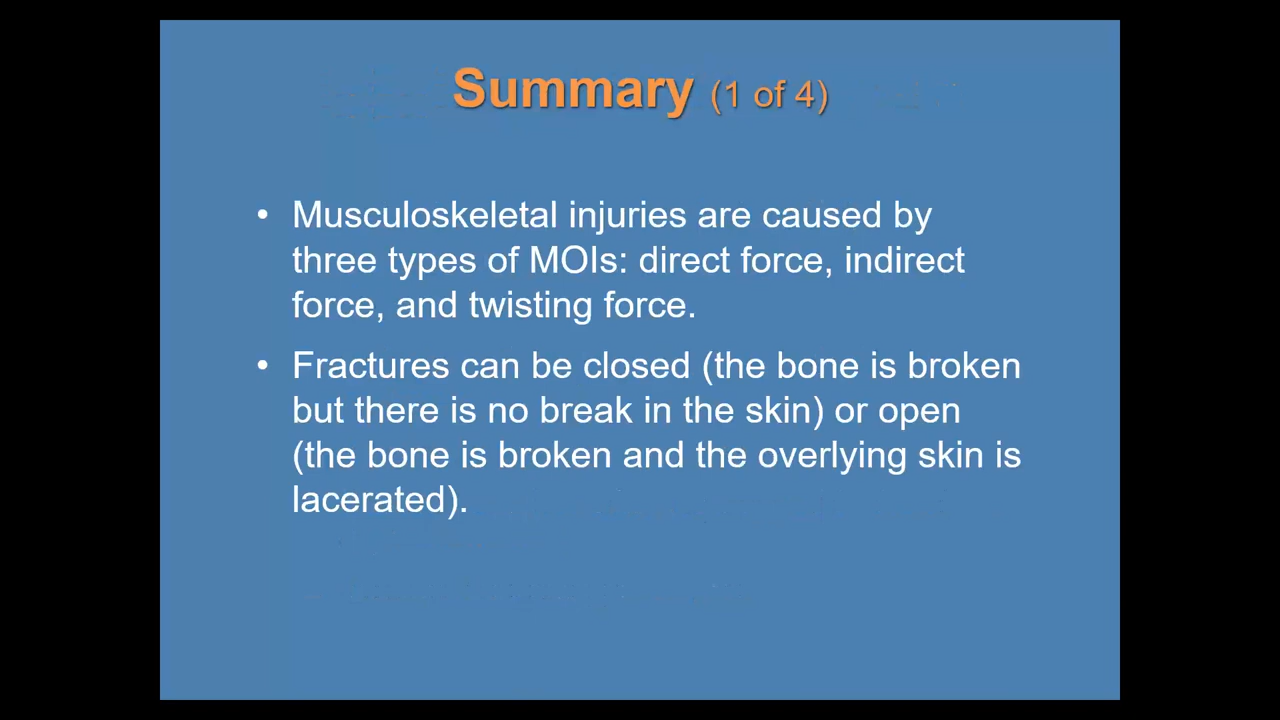 Summary (1 of 4)
• Musculoskeletal injuries are caused by
three types of MOIs: direct force, indirect
force, and twisting force.
• Fractures can be closed (the bone is broken
but there is no break in the skin) or open
(the bone is broken and the overlying skin is
lacerated).